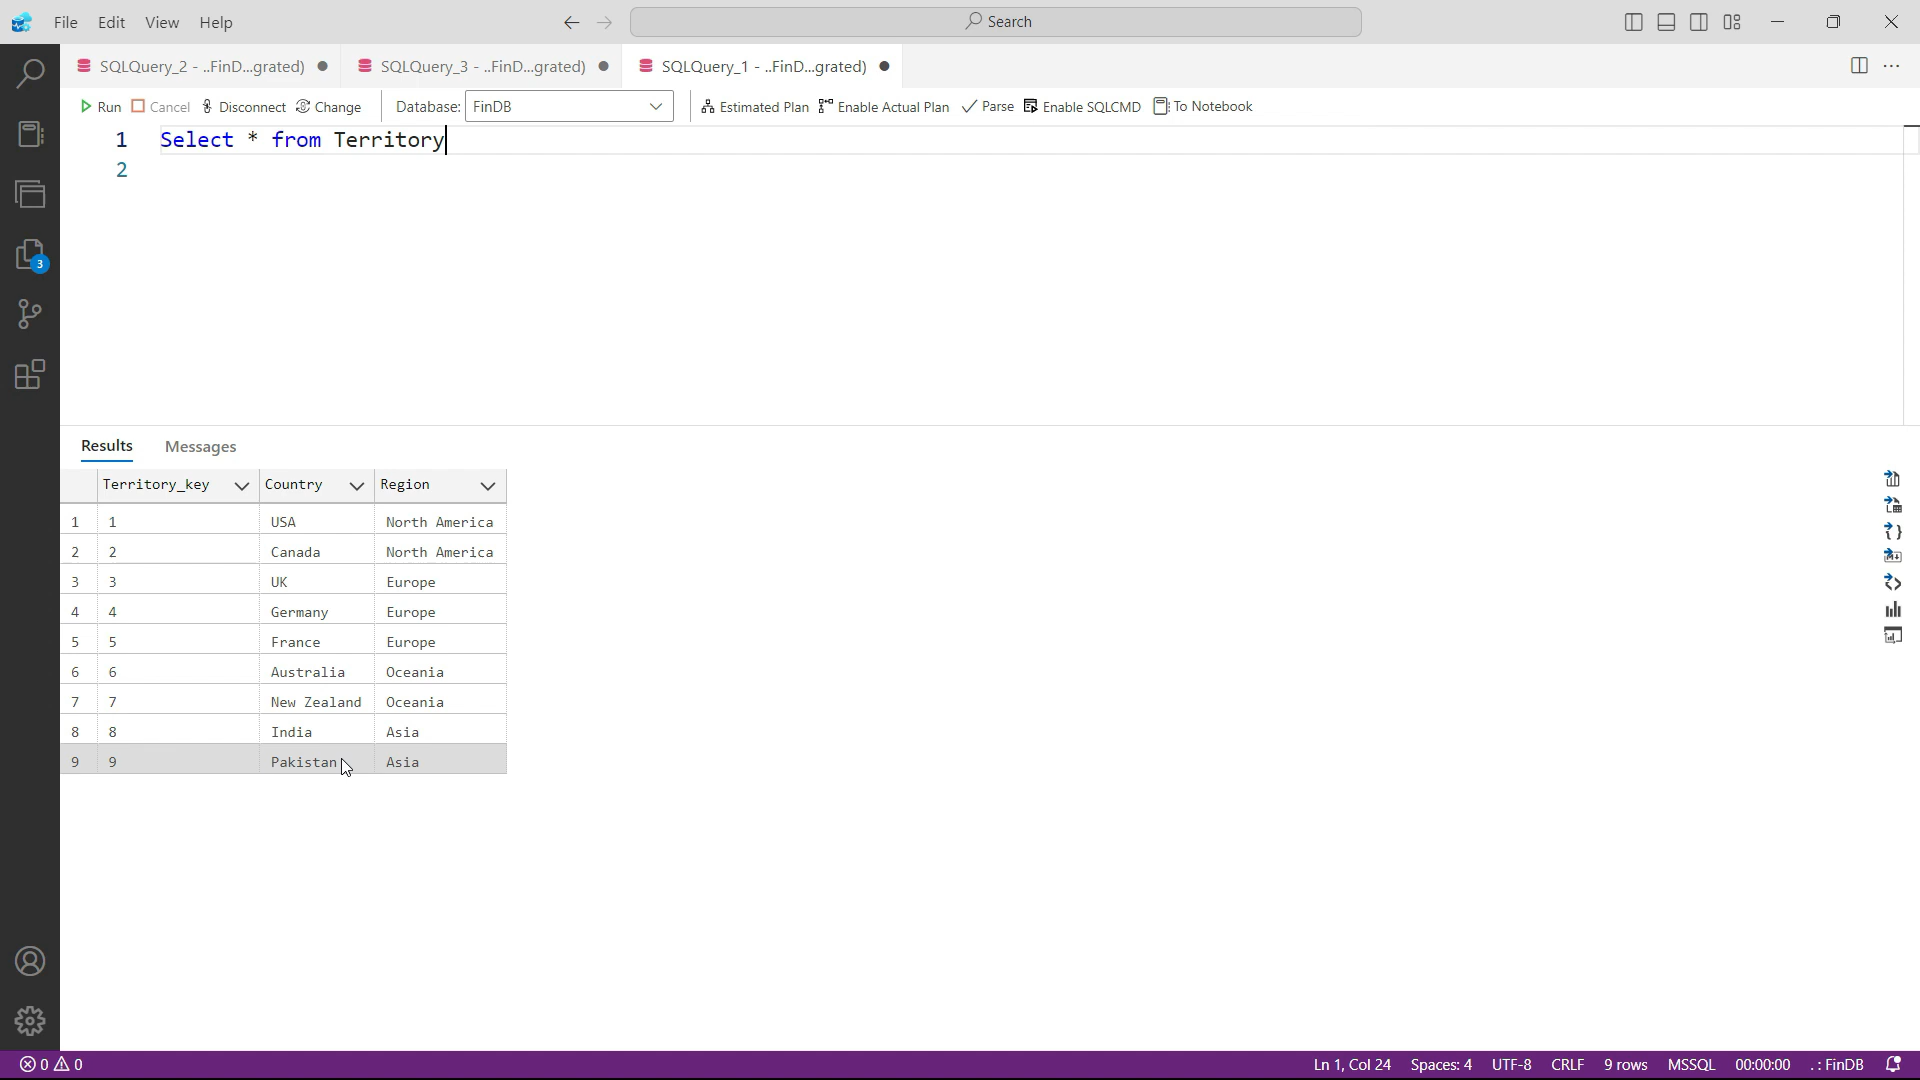 File Edit View Help Search
SQLQuery_2 - ..FinD...grated) SQLQuery_3 - ..FinD...grated) SQLQuery_1 - ..FinD...grated)
Run Cancel Disconnect Change Database: FinDB Estimated Plan Enable Actual Plan Parse Enable SQLCMD To Notebook
1 Select * from Territory
2
3
Results Messages
Territory_key Country Region
1 1 USA North America
2 2 Canada North America
3 3 UK Europe
4 4 Germany Europe
5 5 France Europe
6 6 Australia Oceania
7 7 New Zealand Oceania
8 8 India Asia
9 9 Pakistan Asia
0 0 Ln 1, Col 24 Spaces: 4 UTF-8 CRLF 9 rows MSSQL 00:00:00 . : FinDB